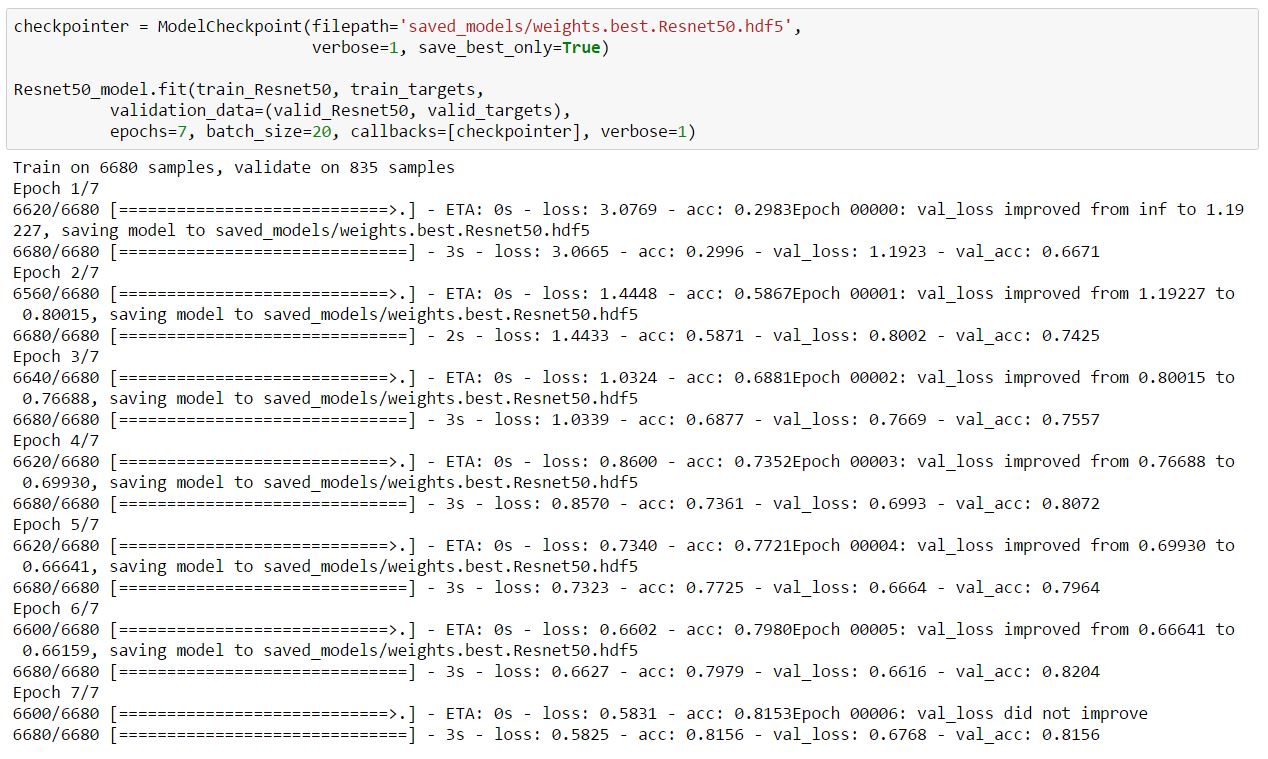 checkpointer = ModelCheckpoint(filepath='saved_models/weights.best.Resnet50.hdf5',
                               verbose=1, save_best_only=True)

Resnet50_model.fit(train_Resnet50, train_targets,
          validation_data=(valid_Resnet50, valid_targets),
          epochs=7, batch_size=20, callbacks=[checkpointer], verbose=1)
Train on 6680 samples, validate on 835 samples
Epoch 1/7
6620/6680 [============================>.] - ETA: 0s - loss: 3.0769 - acc: 0.2983Epoch 00000: val_loss improved from inf to 1.19
227, saving model to saved_models/weights.best.Resnet50.hdf5
6680/6680 [==============================] - 3s - loss: 3.0665 - acc: 0.2996 - val_loss: 1.1923 - val_acc: 0.6671
Epoch 2/7
6560/6680 [============================>.] - ETA: 0s - loss: 1.4448 - acc: 0.5867Epoch 00001: val_loss improved from 1.19227 to
 0.80015, saving model to saved_models/weights.best.Resnet50.hdf5
6680/6680 [==============================] - 2s - loss: 1.4433 - acc: 0.5871 - val_loss: 0.8002 - val_acc: 0.7425
Epoch 3/7
6640/6680 [============================>.] - ETA: 0s - loss: 1.0324 - acc: 0.6881Epoch 00002: val_loss improved from 0.80015 to
 0.76688, saving model to saved_models/weights.best.Resnet50.hdf5
6680/6680 [==============================] - 3s - loss: 1.0339 - acc: 0.6877 - val_loss: 0.7669 - val_acc: 0.7557
Epoch 4/7
6620/6680 [============================>.] - ETA: 0s - loss: 0.8600 - acc: 0.7352Epoch 00003: val_loss improved from 0.76688 to
 0.69930, saving model to saved_models/weights.best.Resnet50.hdf5
6680/6680 [==============================] - 3s - loss: 0.8570 - acc: 0.7361 - val_loss: 0.6993 - val_acc: 0.8072
Epoch 5/7
6620/6680 [============================>.] - ETA: 0s - loss: 0.7340 - acc: 0.7721Epoch 00004: val_loss improved from 0.69930 to
 0.66641, saving model to saved_models/weights.best.Resnet50.hdf5
6680/6680 [==============================] - 3s - loss: 0.7323 - acc: 0.7725 - val_loss: 0.6664 - val_acc: 0.7964
Epoch 6/7
6600/6680 [============================>.] - ETA: 0s - loss: 0.6602 - acc: 0.7980Epoch 00005: val_loss improved from 0.66641 to
 0.66159, saving model to saved_models/weights.best.Resnet50.hdf5
6680/6680 [==============================] - 3s - loss: 0.6627 - acc: 0.7979 - val_loss: 0.6616 - val_acc: 0.8204
Epoch 7/7
6600/6680 [============================>.] - ETA: 0s - loss: 0.5831 - acc: 0.8153Epoch 00006: val_loss did not improve
6680/6680 [==============================] - 3s - loss: 0.5825 - acc: 0.8156 - val_loss: 0.6768 - val_acc: 0.8156